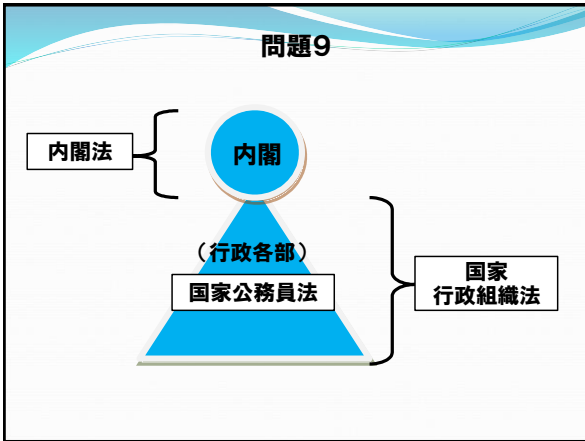 問題9
内閣法
内閣
(行政各部)
国家公務員法
国家
行政組織法